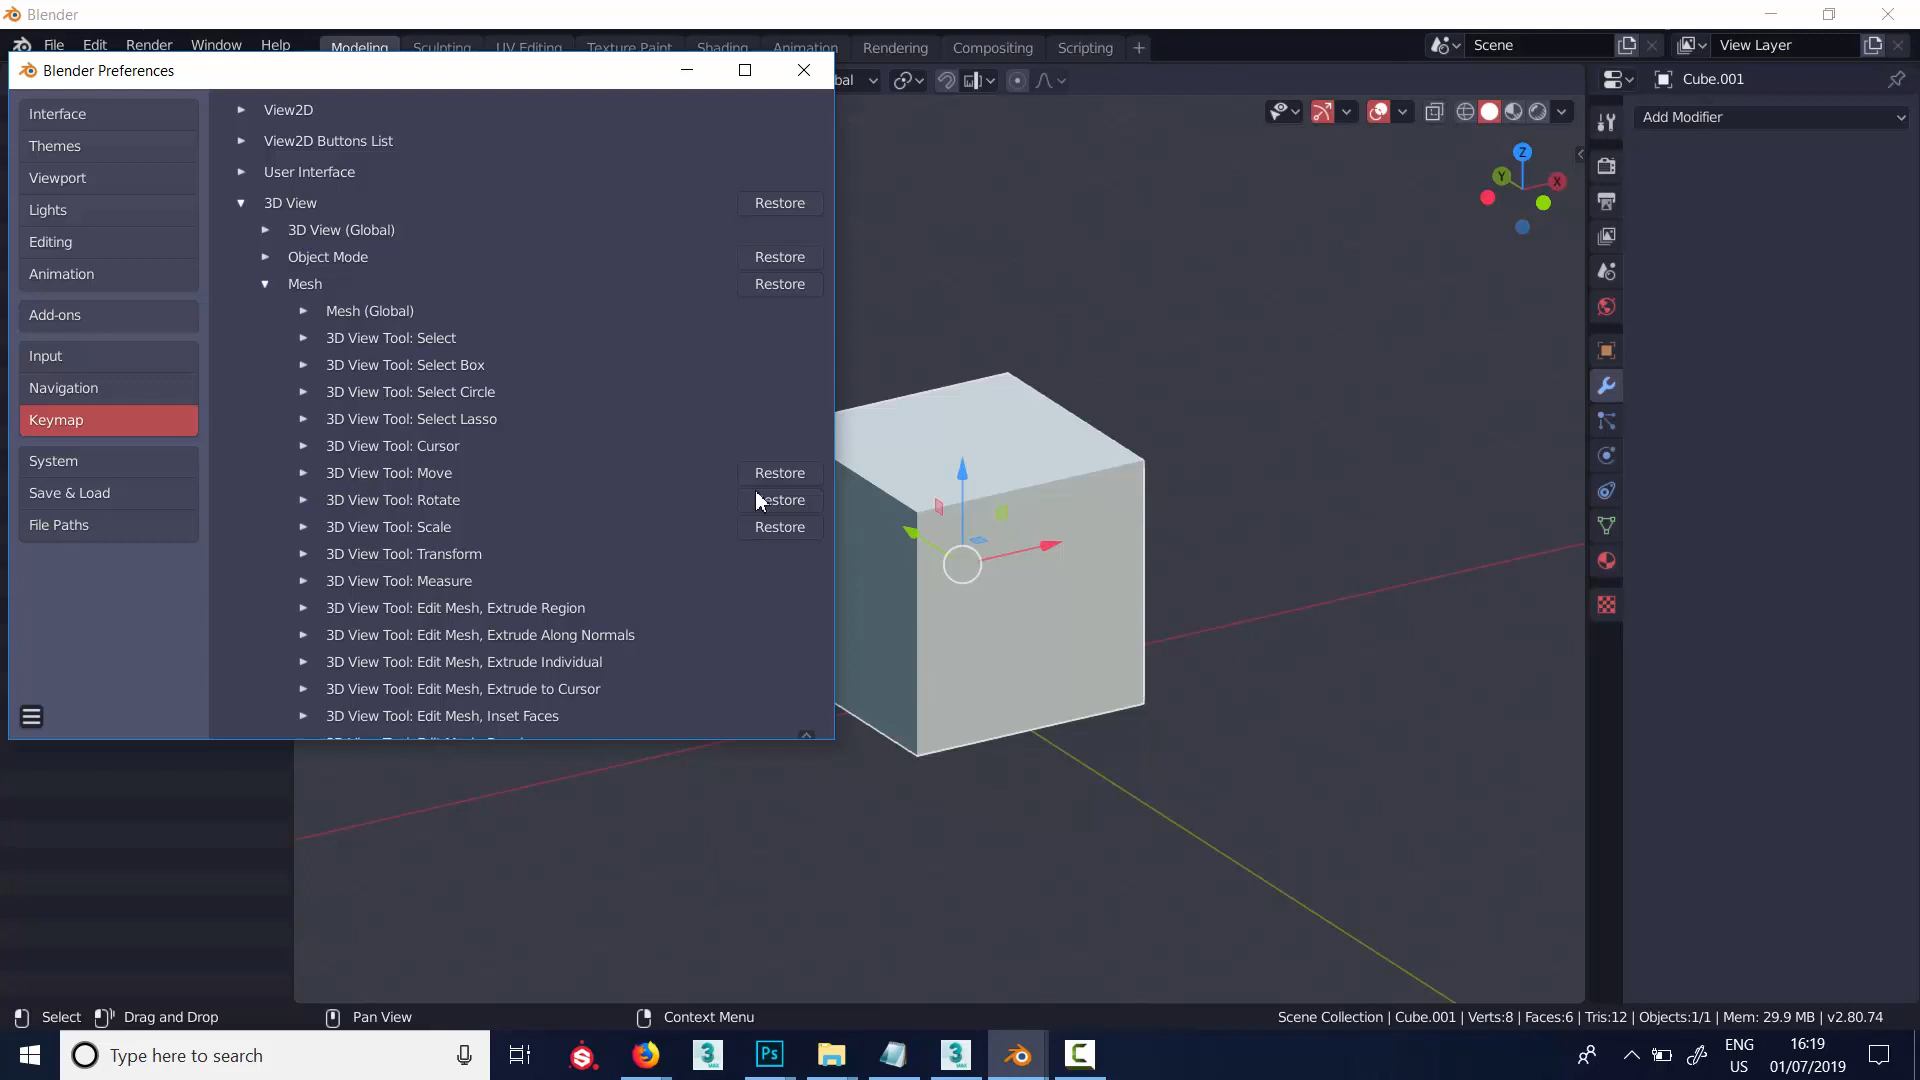 Blender
File Edit Render Window Help Modeling Sculpting UV Editing Texture Paint Shading Animation Rendering Compositing Scripting + Scene View Layer
Blender Preferences
bal
Cube.001
Interface
Themes
Viewport
Lights
Editing
Animation
Add-ons
Input
Navigation
Keymap
System
Save & Load
File Paths
View2D
View2D Buttons List
User Interface
3D View Restore
3D View (Global)
Object Mode Restore
Mesh Restore
Mesh (Global)
3D View Tool: Select
3D View Tool: Select Box
3D View Tool: Select Circle
3D View Tool: Select Lasso
3D View Tool: Cursor
3D View Tool: Move Restore
3D View Tool: Rotate estore
3D View Tool: Scale Restore
3D View Tool: Transform
3D View Tool: Measure
3D View Tool: Edit Mesh, Extrude Region
3D View Tool: Edit Mesh, Extrude Along Normals
3D View Tool: Edit Mesh, Extrude Individual
3D View Tool: Edit Mesh, Extrude to Cursor
3D View Tool: Edit Mesh, Inset Faces
Add Modifier
Z
Y
X
Select Drag and Drop Pan View Context Menu Scene Collection | Cube.001 | Verts:8 | Faces:6 | Tris:12 | Objects:1/1 | Mem: 29.9 MB | v2.80.74
Type here to search
S
3
MAX
Ps
3
MAX
C
ENG
US
16:19
01/07/2019